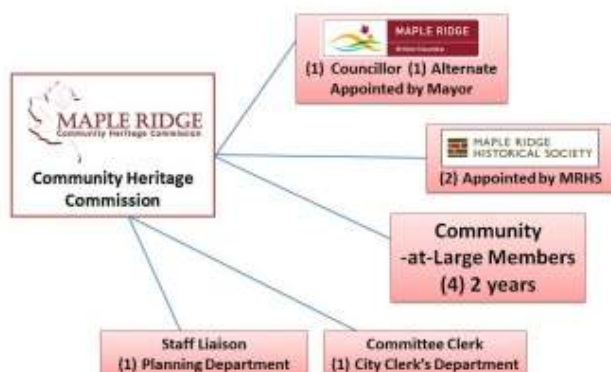 MAPLE RIDGE
British Columbia
(1) Councillor (1) Alternate
Appointed by Mayor
MAPLE RIDGE
Community Heritage Commission
Community Heritage
Commission
MAPLE RIDGE
HISTORICAL SOCIETY
(2) Appointed by MRHS
Community
-at-Large Members
(4) 2 years
Staff Liaison
(1) Planning Department
Committee Clerk
(1) City Clerk's Department